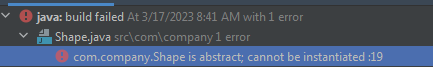 java: build failed At 3/17/2023 8:41 AM with 1 error
Shape.java src\com\company 1 error
com.company.Shape is abstract; cannot be instantiated :19